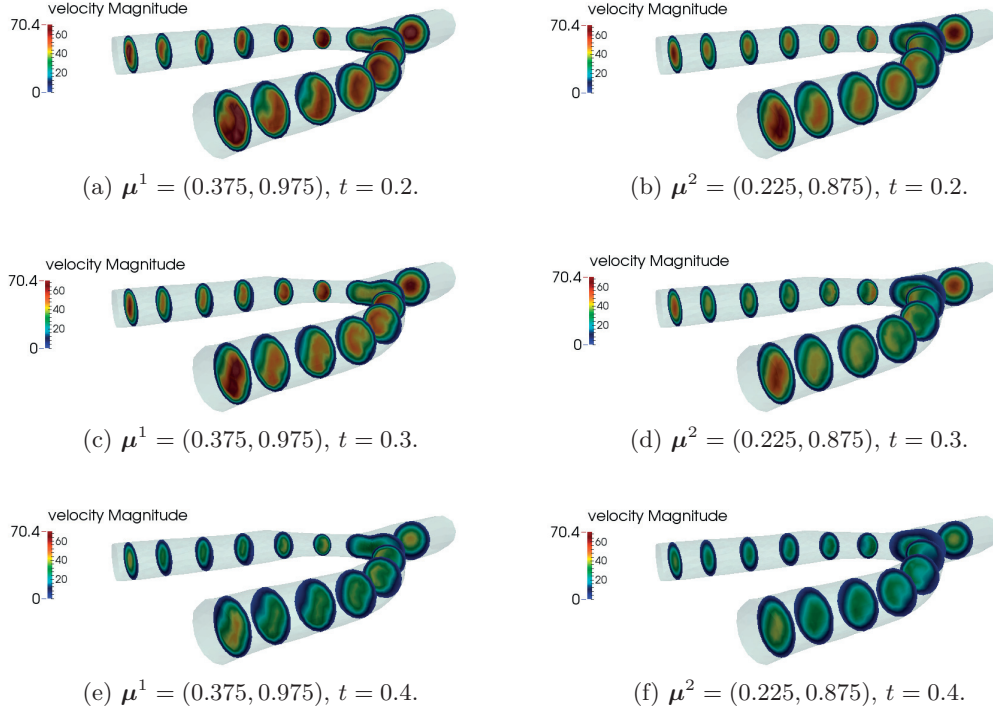 velocity Magnitude
70.4
60
40
20
0
velocity Magnitude
70.4
60
40
20
0
(a) μ¹ = (0.375, 0.975), t = 0.2.
(b) μ² = (0.225, 0.875), t = 0.2.
velocity Magnitude
70.4
60
40
20
0
velocity Magnitude
70.4
60
40
20
0
(c) μ¹ = (0.375, 0.975), t = 0.3.
(d) μ² = (0.225, 0.875), t = 0.3.
velocity Magnitude
70.4
60
40
20
0
velocity Magnitude
70.4
60
40
20
0
(e) μ¹ = (0.375, 0.975), t = 0.4.
(f) μ² = (0.225, 0.875), t = 0.4.